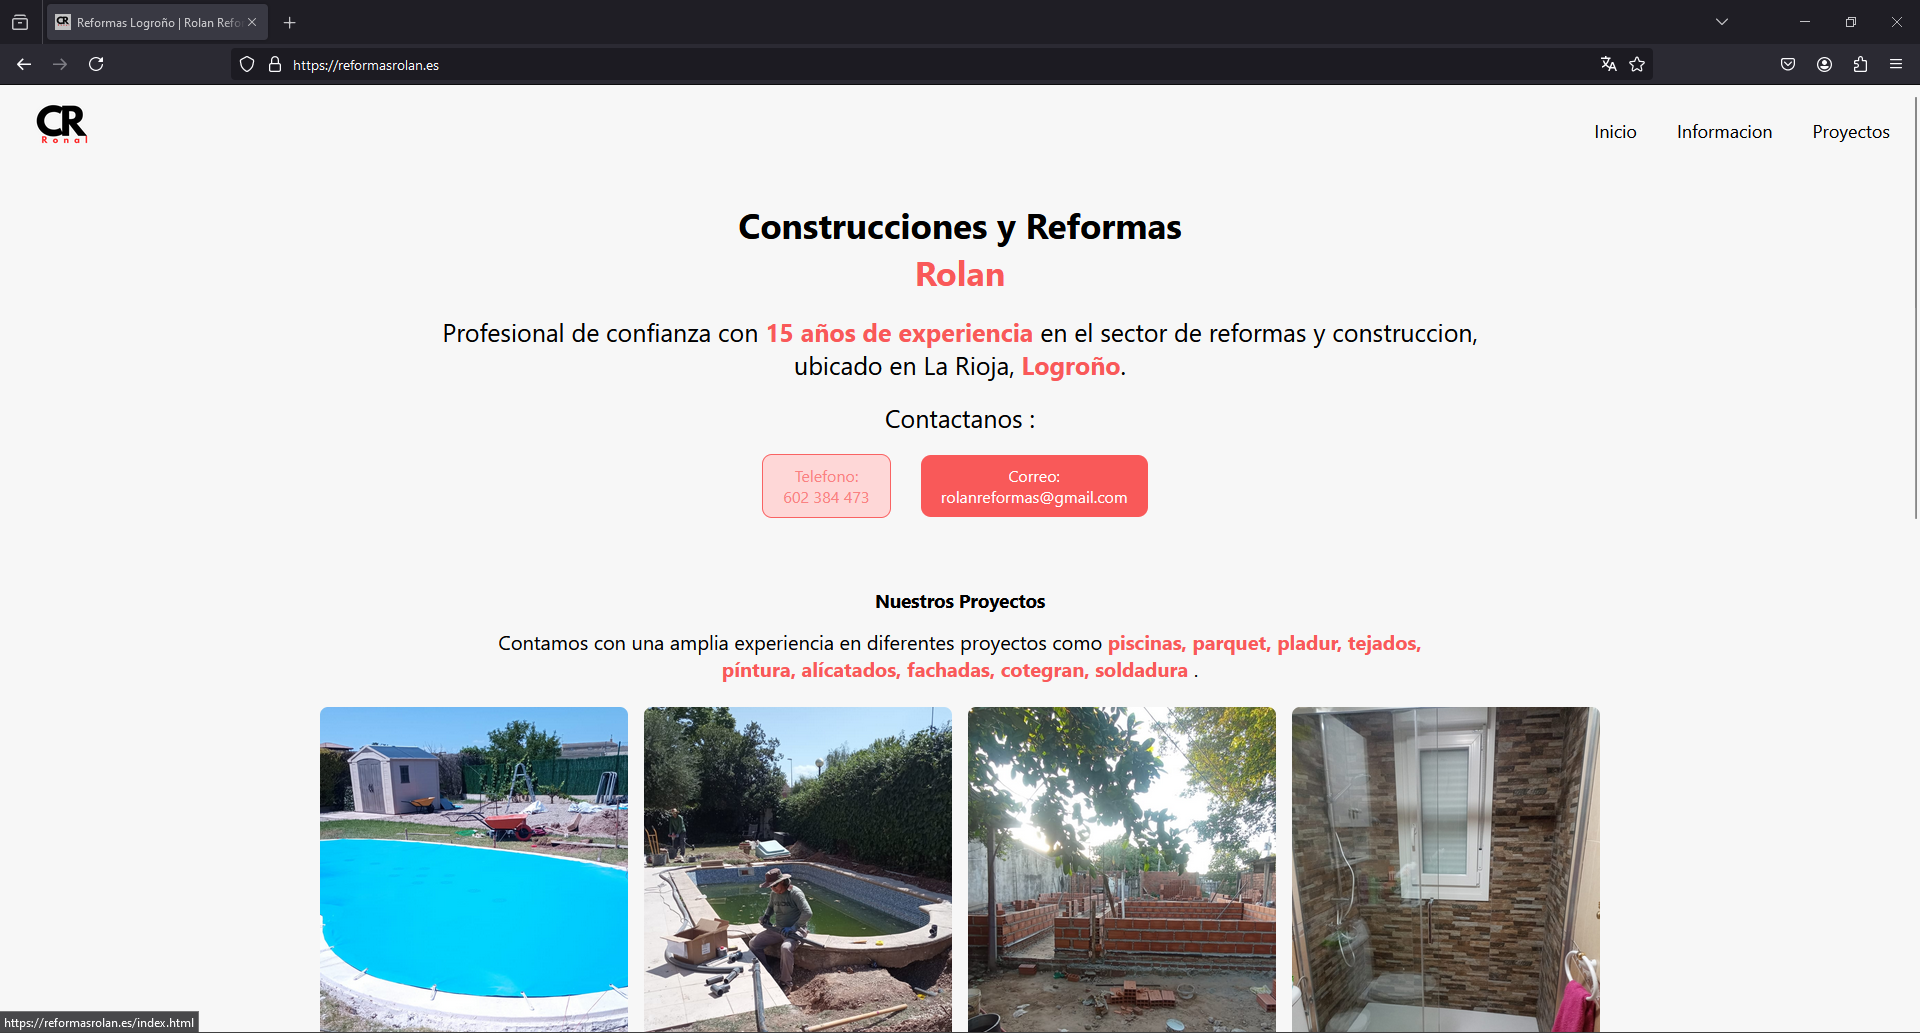 Reformas Logroño | Rolan Refo
https://reformasrolan.es
CR
Ronal
Inicio
Informacion
Proyectos
Construcciones y Reformas
Rolan
Profesional de confianza con 15 años de experiencia en el sector de reformas y construccion,
ubicado en La Rioja, Logroño.
Contactanos :
Telefono:
602 384 473
Correo:
rolanreformas@gmail.com
Nuestros Proyectos
Contamos con una amplia experiencia en diferentes proyectos como piscinas, parquet, pladur, tejados,
píntura, alícatados, fachadas, cotegran, soldadura .
https://reformasrolan.es/index.html